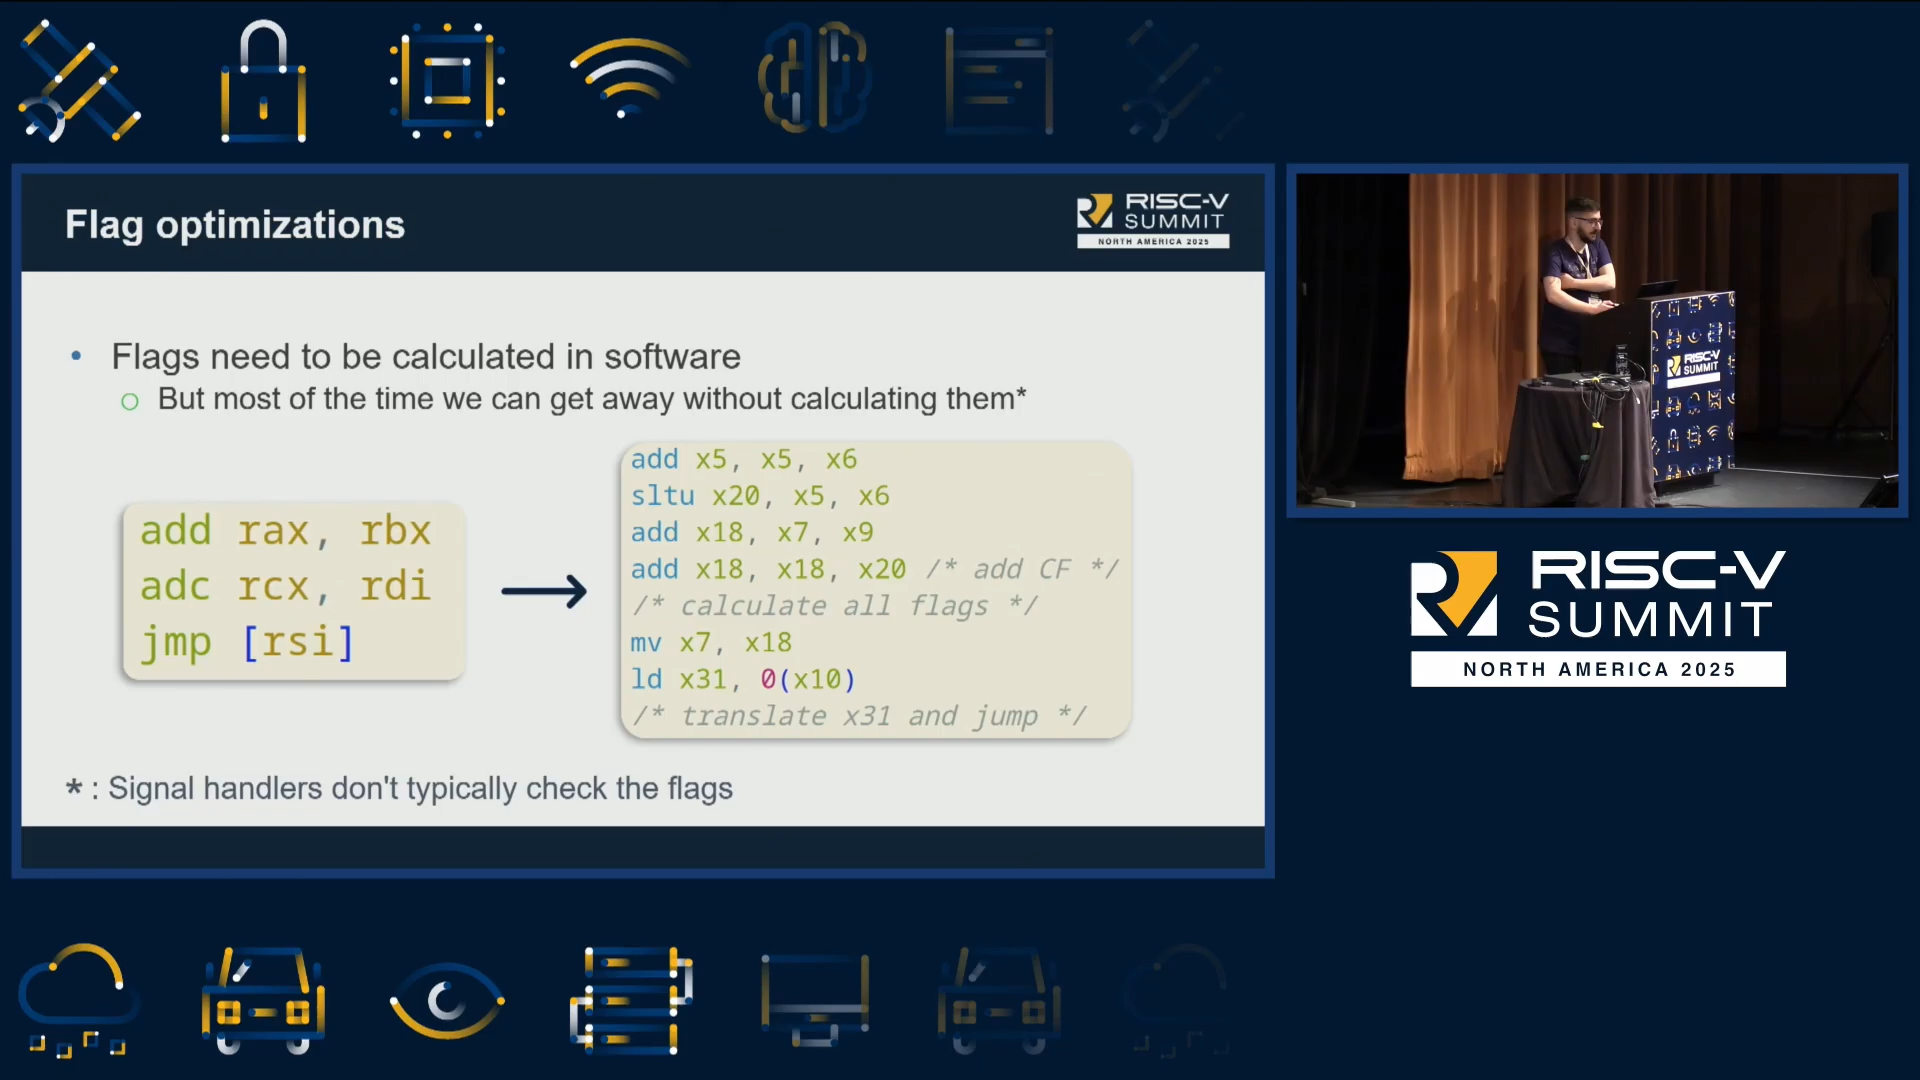 Flag optimizations
RISC-V
SUMMIT
NORTH AMERICA 2025
• Flags need to be calculated in software
○ But most of the time we can get away without calculating them*
add rax, rbx
adc rcx, rdi
jmp [rsi]
add x5, x5, x6
sltu x20, x5, x6
add x18, x7, x9
add x18, x18, x20 /* add CF */
/* calculate all flags */
mv x7, x18
ld x31, 0(x10)
/* translate x31 and jump */
* : Signal handlers don't typically check the flags
RISC-V
SUMMIT
RISC-V
SUMMIT
NORTH AMERICA 2025